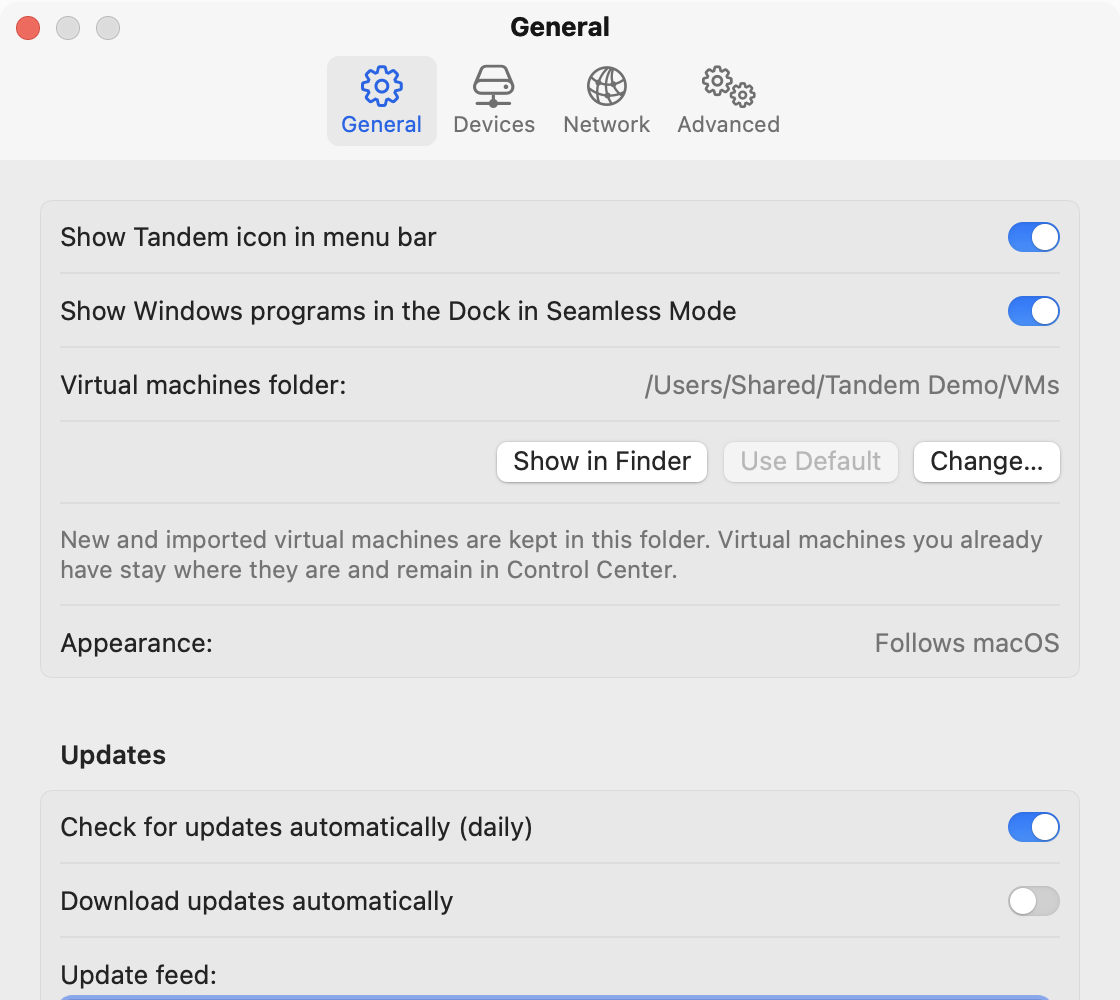 General
General
Devices
Network
Advanced
Show Tandem icon in menu bar
Show Windows programs in the Dock in Seamless Mode
Virtual machines folder:
/Users/Shared/Tandem Demo/VMs
Show in Finder
Use Default
Change...
New and imported virtual machines are kept in this folder. Virtual machines you already
have stay where they are and remain in Control Center.
Appearance:
Follows macOS
Updates
Check for updates automatically (daily)
Download updates automatically
Update feed: